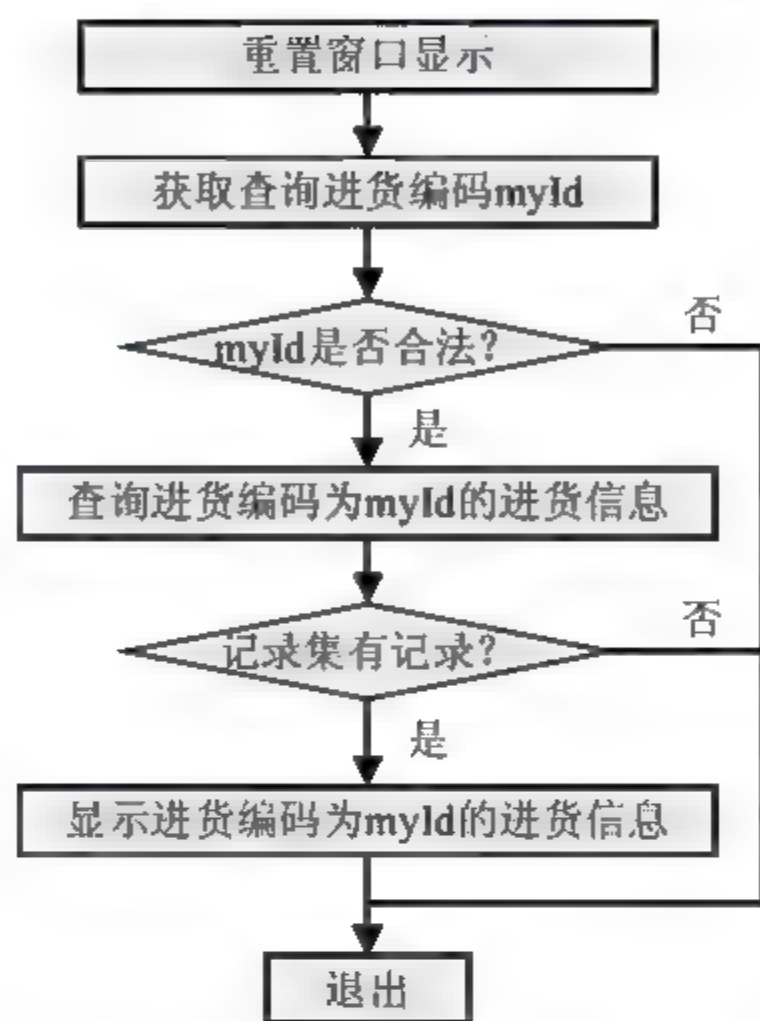 重置窗口显示
获取查询进货编码myId
myId是否合法?
否
是
查询进货编码为myId的进货信息
记录集有记录?
否
是
显示进货编码为myId的进货信息
退出